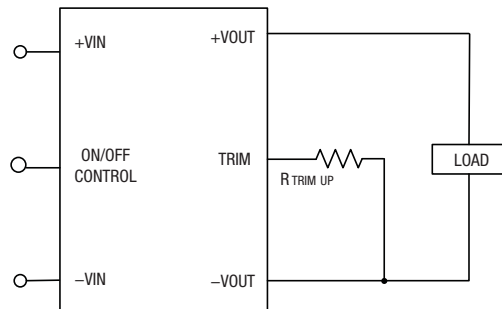 +VIN
+VOUT
ON/OFF
CONTROL
TRIM
R TRIM UP
LOAD
−VIN
−VOUT